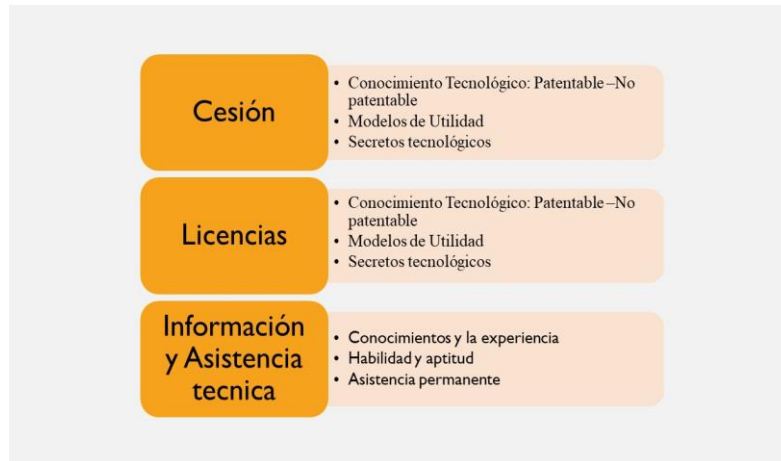 Cesión
• Conocimiento Tecnológico: Patentable –No
patentable
• Modelos de Utilidad
• Secretos tecnológicos
Licencias
• Conocimiento Tecnológico: Patentable –No
patentable
• Modelos de Utilidad
• Secretos tecnológicos
Información
y Asistencia
tecnica
• Conocimientos y la experiencia
• Habilidad y aptitud
• Asistencia permanente